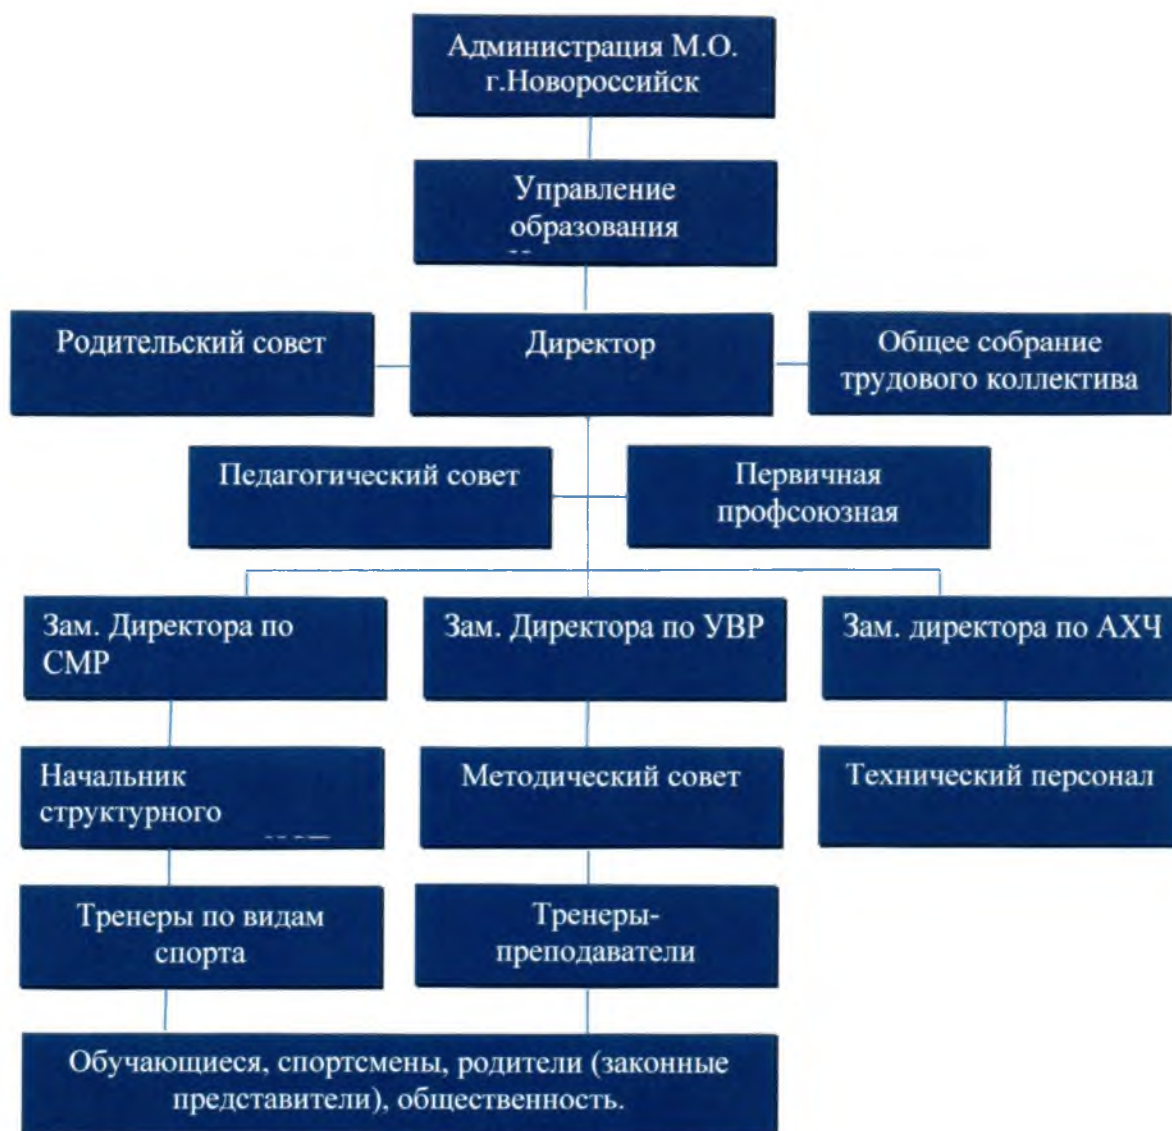 Администрация М.О.
г.Новороссийск
Управление
образования
Родительский совет
Директор
Общее собрание
трудового коллектива
Педагогический совет
Первичная
профсоюзная
Зам. Директора по
СМР
Зам. Директора по УВР
Зам. директора по АХЧ
Начальник
структурного
Методический совет
Технический персонал
Тренеры по видам
спорта
Тренеры-
преподаватели
Обучающиеся, спортсмены, родители (законные
представители), общественность.